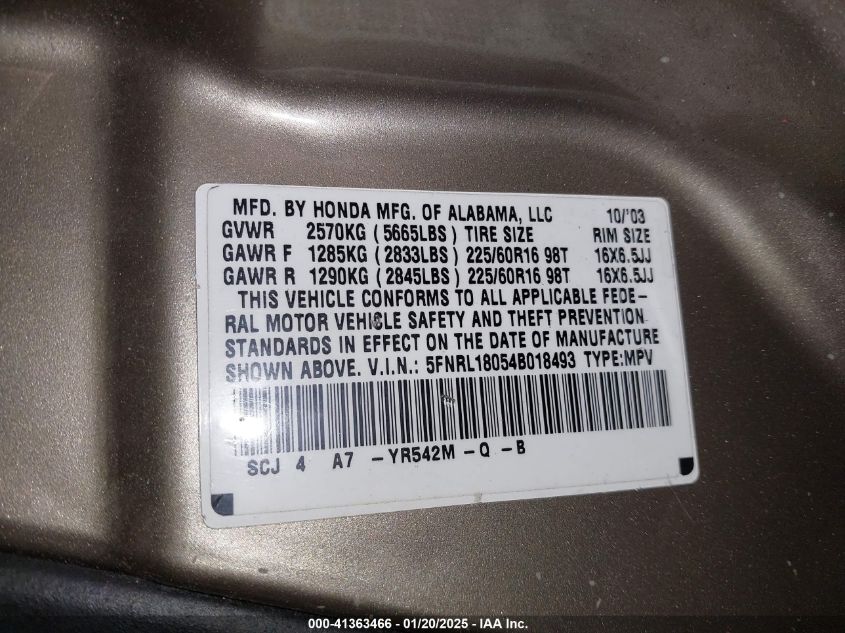 MFD. BY HONDA MFG. OF ALABAMA, LLC 10/'03
GVWR 2570KG (5665LBS) TIRE SIZE RIM SIZE
GAWR F 1285KG (2833LBS) 225/60R16 98T 16X6.5JJ
GAWR R 1290KG (2845LBS) 225/60R16 98T 16X6.5JJ
THIS VEHICLE CONFORMS TO ALL APPLICABLE FEDE-
RAL MOTOR VEHICLE SAFETY AND THEFT PREVENTION
STANDARDS IN EFFECT ON THE DATE OF MANUFACTURE
SHOWN ABOVE. V.I.N.: 5FNRL18054B018493 TYPE:MPV
SCJ 4 A7 -YR542M -Q -B
000-41363466 - 01/20/2025 - IAA Inc.